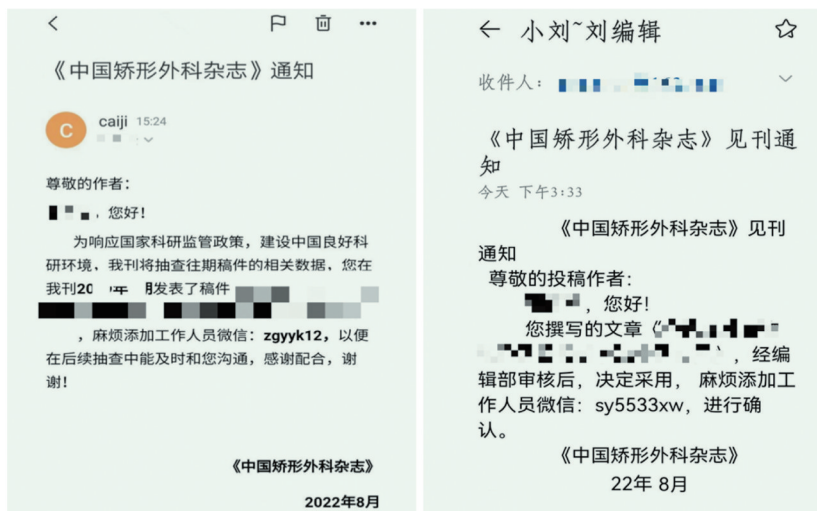 《中国矫形外科杂志》通知
C
caiji 15:24
尊敬的作者：
，您好！
为响应国家科研监管政策，建设中国良好科
研环境，我刊将抽查往期稿件的相关数据，您在
我刊20 年 月发表了稿件
，麻烦添加工作人员微信：zgyyk12，以便
在后续抽查中能及时和您沟通，感谢配合，谢
谢！
《中国矫形外科杂志》
2022年8月
小刘~刘编辑
收件人：
《中国矫形外科杂志》见刊通
知
今天 下午3:33
《中国矫形外科杂志》见刊
通知
尊敬的投稿作者：
，您好！
您撰写的文章《
》，经编
辑部审核后，决定采用， 麻烦添加工
作人员微信：sy5533xw，进行确
认。
《中国矫形外科杂志》
22年 8月